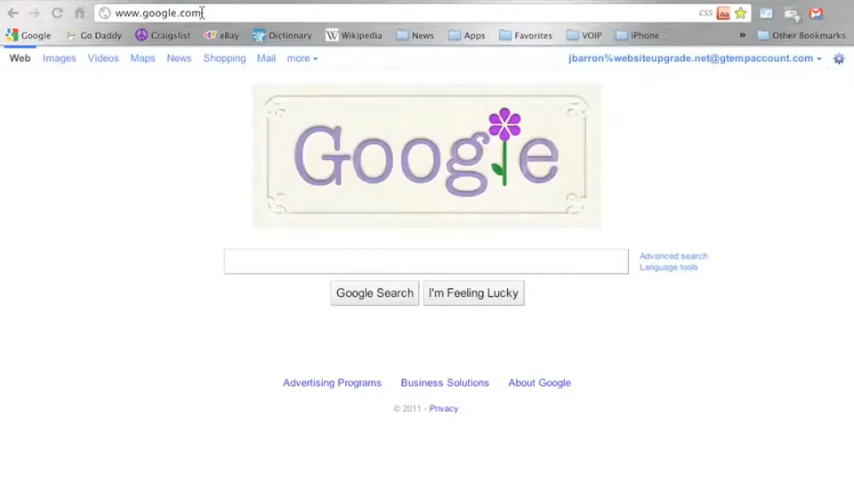 www.google.com CSS Aa
Google Go Daddy Craigslist eBay Dictionary Wikipedia News Apps Favorites VOIP iPhone » Other Bookmarks
Web Images Videos Maps News Shopping Mail more jbarron%websiteupgrade.net@gtempaccount.com
Google
Advanced search
Language tools
Google Search I'm Feeling Lucky
Advertising Programs Business Solutions About Google
© 2011 - Privacy